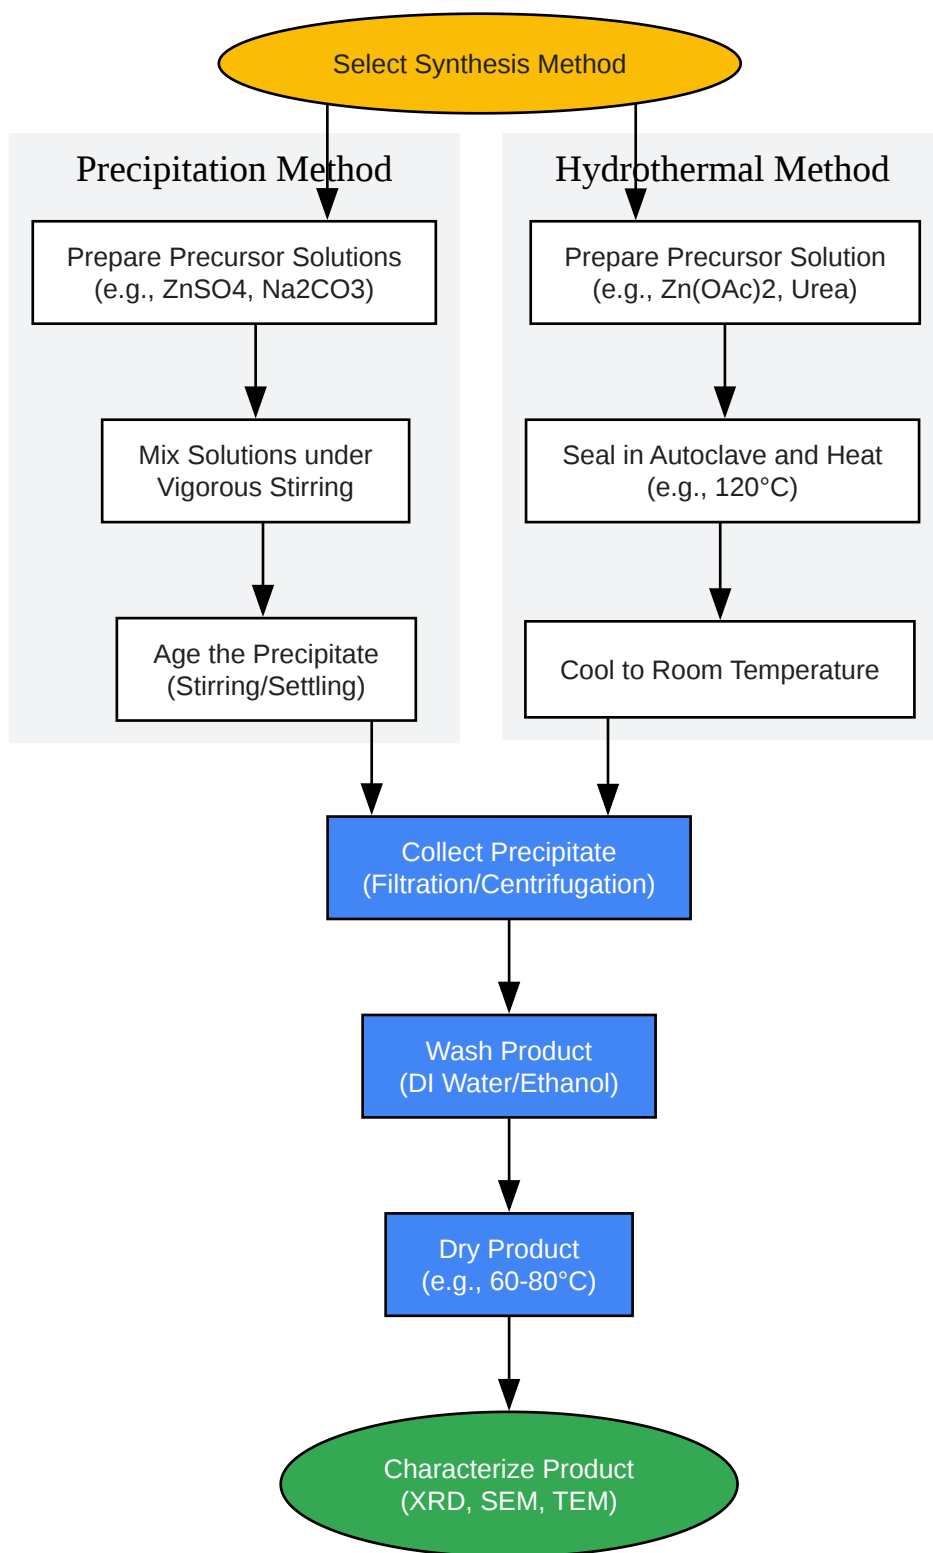 Select Synthesis Method
Precipitation Method
Prepare Precursor Solutions
(e.g., ZnSO4, Na2CO3)
Mix Solutions under
Vigorous Stirring
Age the Precipitate
(Stirring/Settling)
Hydrothermal Method
Prepare Precursor Solution
(e.g., Zn(OAc)2, Urea)
Seal in Autoclave and Heat
(e.g., 120°C)
Cool to Room Temperature
Collect Precipitate
(Filtration/Centrifugation)
Wash Product
(DI Water/Ethanol)
Dry Product
(e.g., 60-80°C)
Characterize Product
(XRD, SEM, TEM)